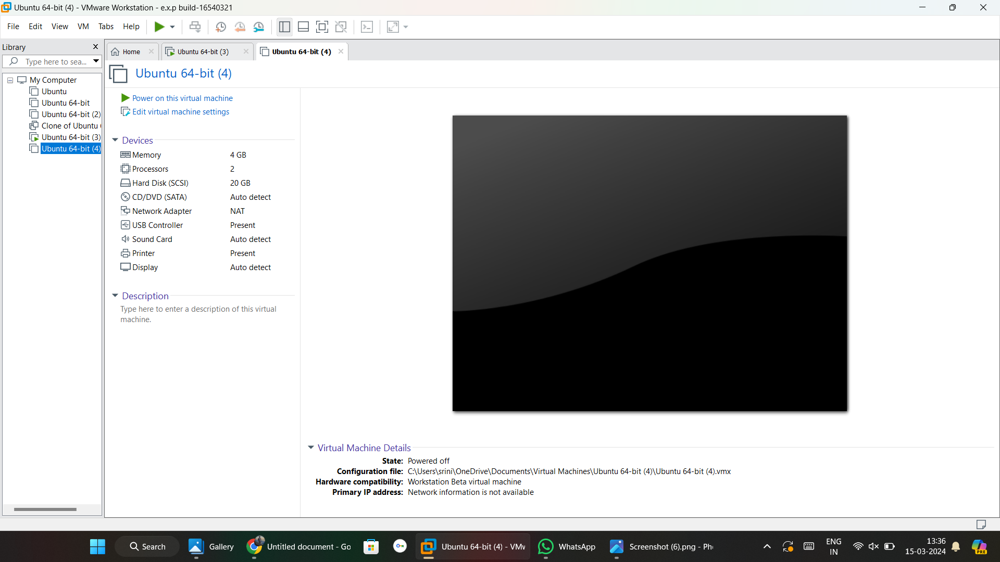 Ubuntu 64-bit (4) - VMware Workstation - e.x.p build-16540321
File Edit View VM Tabs Help
Library
Type here to sea...
My Computer
Ubuntu
Ubuntu 64-bit
Ubuntu 64-bit (2)
Clone of Ubuntu
Ubuntu 64-bit (3)
Ubuntu 64-bit (4)
Home Ubuntu 64-bit (3) Ubuntu 64-bit (4)
Ubuntu 64-bit (4)
Power on this virtual machine
Edit virtual machine settings
Devices
Memory 4 GB
Processors 2
Hard Disk (SCSI) 20 GB
CD/DVD (SATA) Auto detect
Network Adapter NAT
USB Controller Present
Sound Card Auto detect
Printer Present
Display Auto detect
Description
Type here to enter a description of this virtual
machine.
Virtual Machine Details
State: Powered off
Configuration file: C:\Users\srini\OneDrive\Documents\Virtual Machines\Ubuntu 64-bit (4)\Ubuntu 64-bit (4).vmx
Hardware compatibility: Workstation Beta virtual machine
Primary IP address: Network information is not available
Search Gallery Untitled document - Go Ubuntu 64-bit (4) - VMw WhatsApp Screenshot (6).png - Ph
ENG
IN
13:36
15-03-2024
PRE